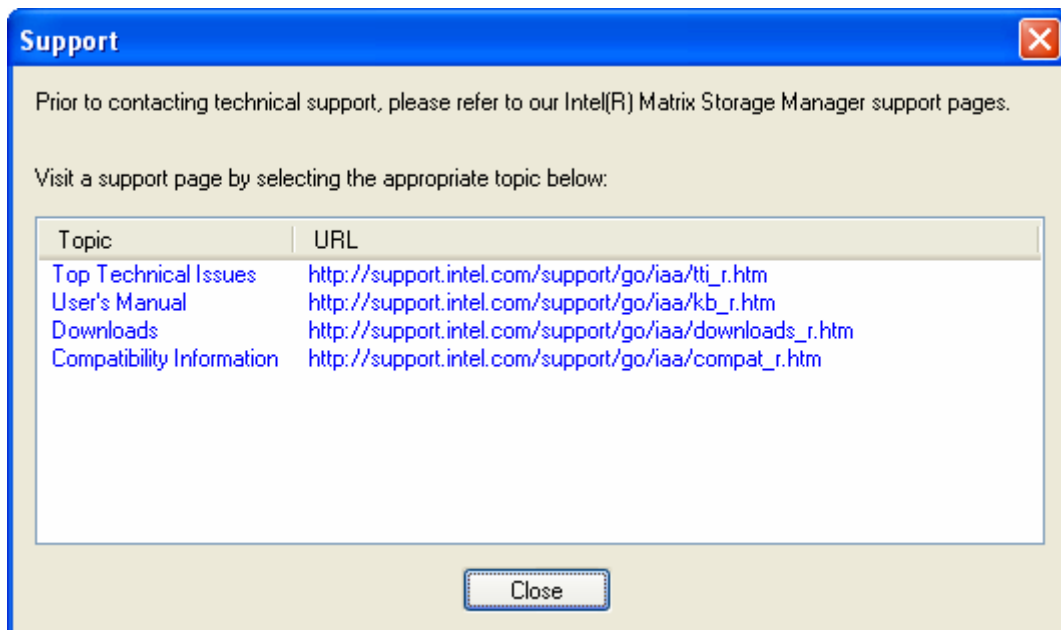 Support
Prior to contacting technical support, please refer to our Intel(R) Matrix Storage Manager support pages.
Visit a support page by selecting the appropriate topic below:
Topic URL
Top Technical Issues http://support.intel.com/support/go/iaa/tti_r.htm
User's Manual http://support.intel.com/support/go/iaa/kb_r.htm
Downloads http://support.intel.com/support/go/iaa/downloads_r.htm
Compatibility Information http://support.intel.com/support/go/iaa/compat_r.htm
Close